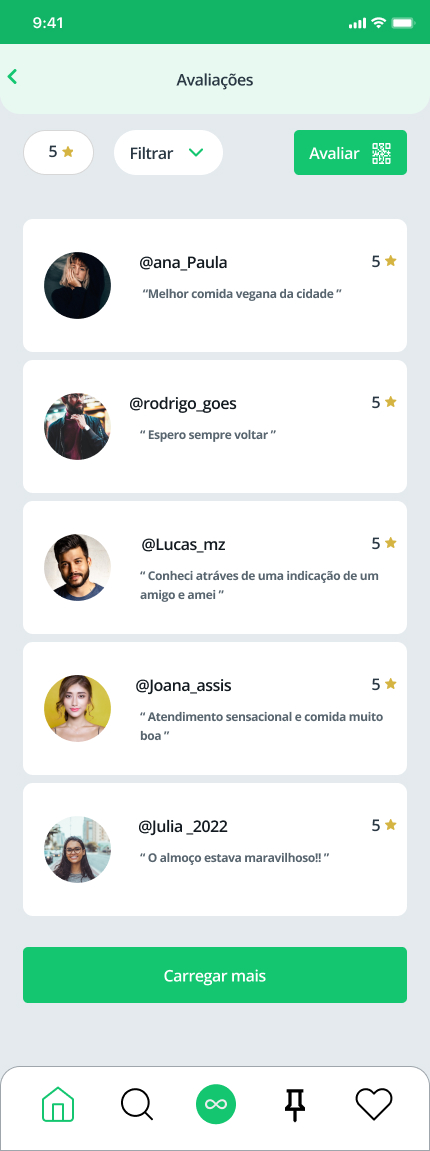 9:41
Avaliações
5
Filtrar
Avaliar
@ana_Paula
5
“Melhor comida vegana da cidade ”
@rodrigo_goes
5
“ Espero sempre voltar ”
@Lucas_mz
5
“ Conheci atráves de uma indicação de um
amigo e amei ”
@Joana_assis
5
“ Atendimento sensacional e comida muito
boa ”
@Julia _2022
5
“ O almoço estava maravilhoso!! ”
Carregar mais